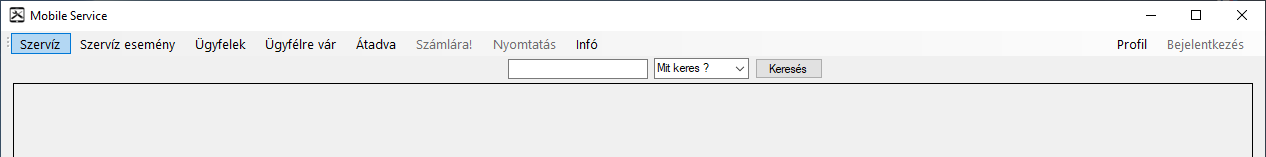 Mobile Service
Szervíz Szervíz esemény Ügyfelek Ügyfélre vár Átadva Számlára! Nyomtatás Infó Profil Bejelentkezés
Mit keres ? Keresés